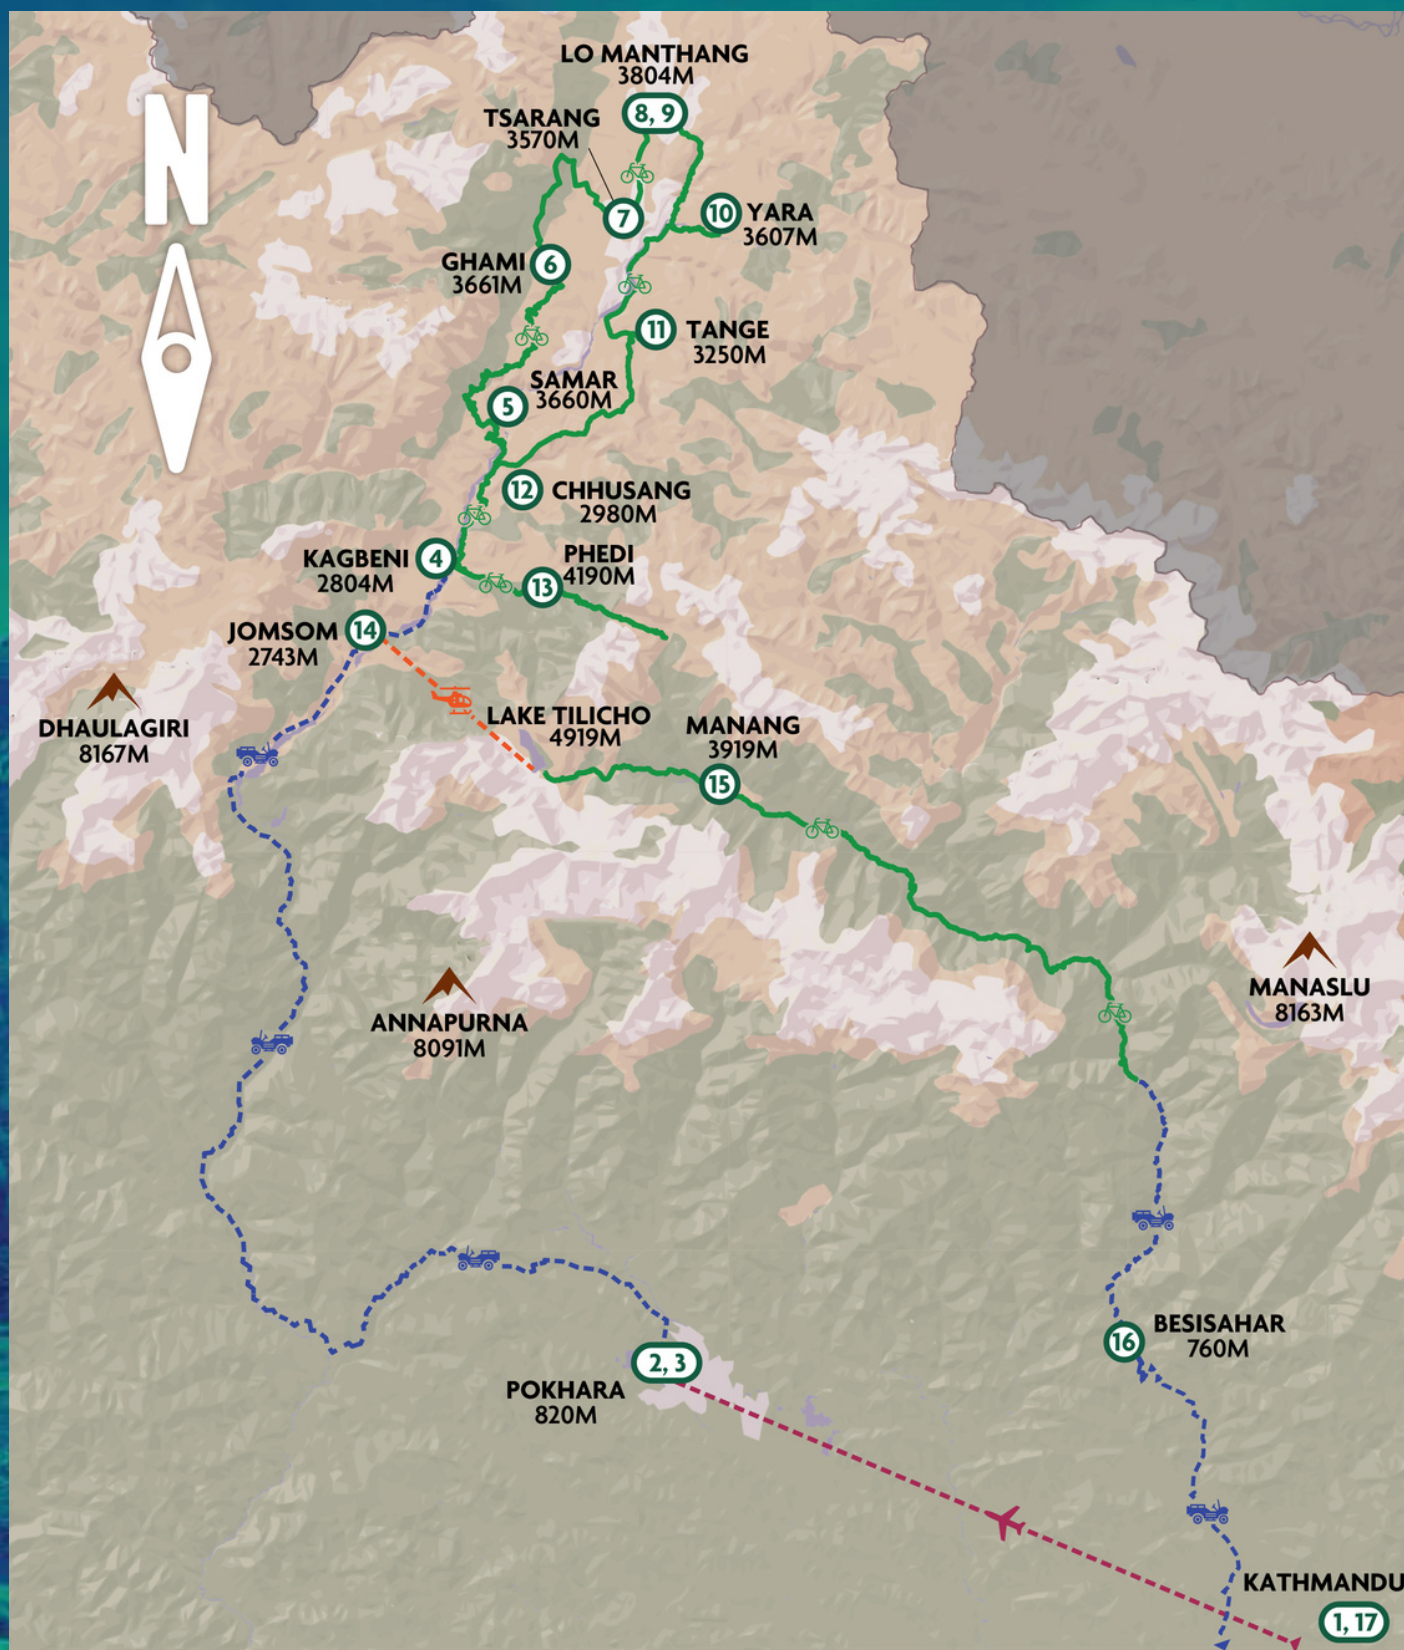 LO MANTHANG
3804M
8, 9
N
TSARANG
3570M
7
10
YARA
3607M
GHAMI
3661M
6
11
TANGE
3250M
SAMAR
3660M
5
12
CHHUSANG
2980M
KAGBENI
2804M
4
PHEDI
4190M
13
JOMSOM
2743M
14
DHAULAGIRI
8167M
LAKE TILICHO
4919M
MANANG
3919M
15
MANASLU
8163M
ANNAPURNA
8091M
BESISAHAR
760M
16
2, 3
POKHARA
820M
KATHMANDU
1, 17